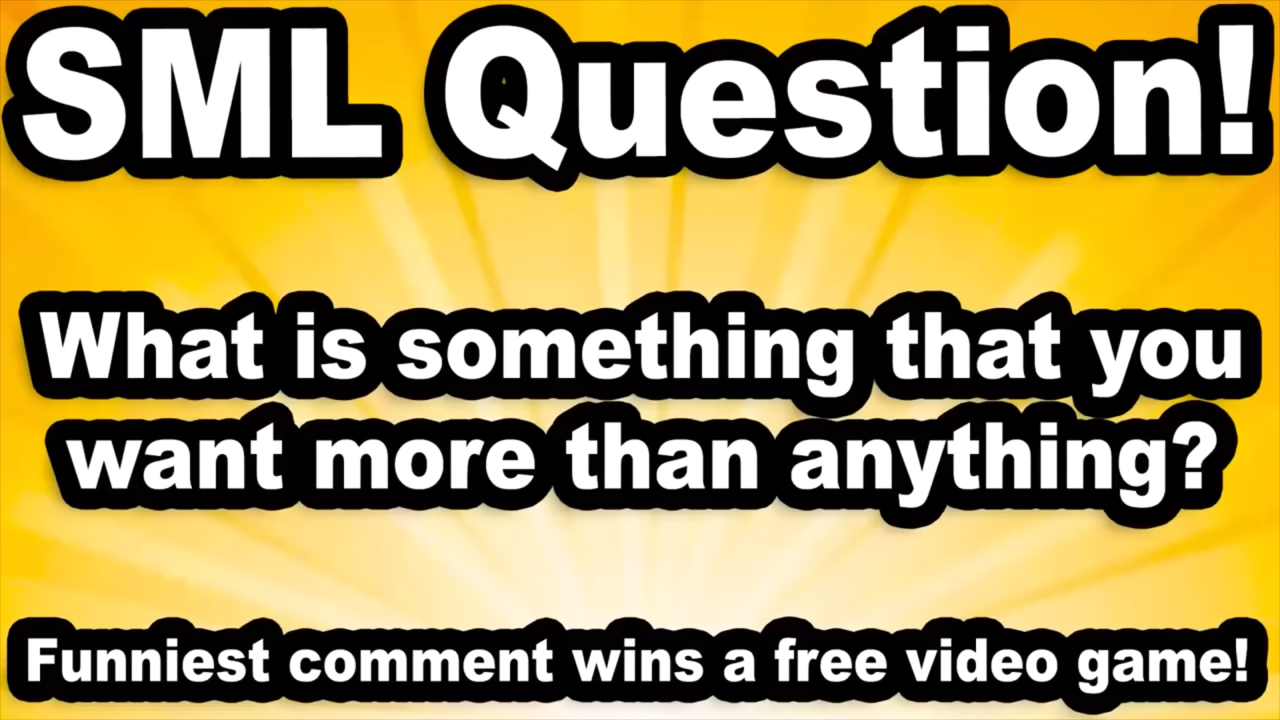 SML Question!
What is something that you
want more than anything?
Funniest comment wins a free video game!